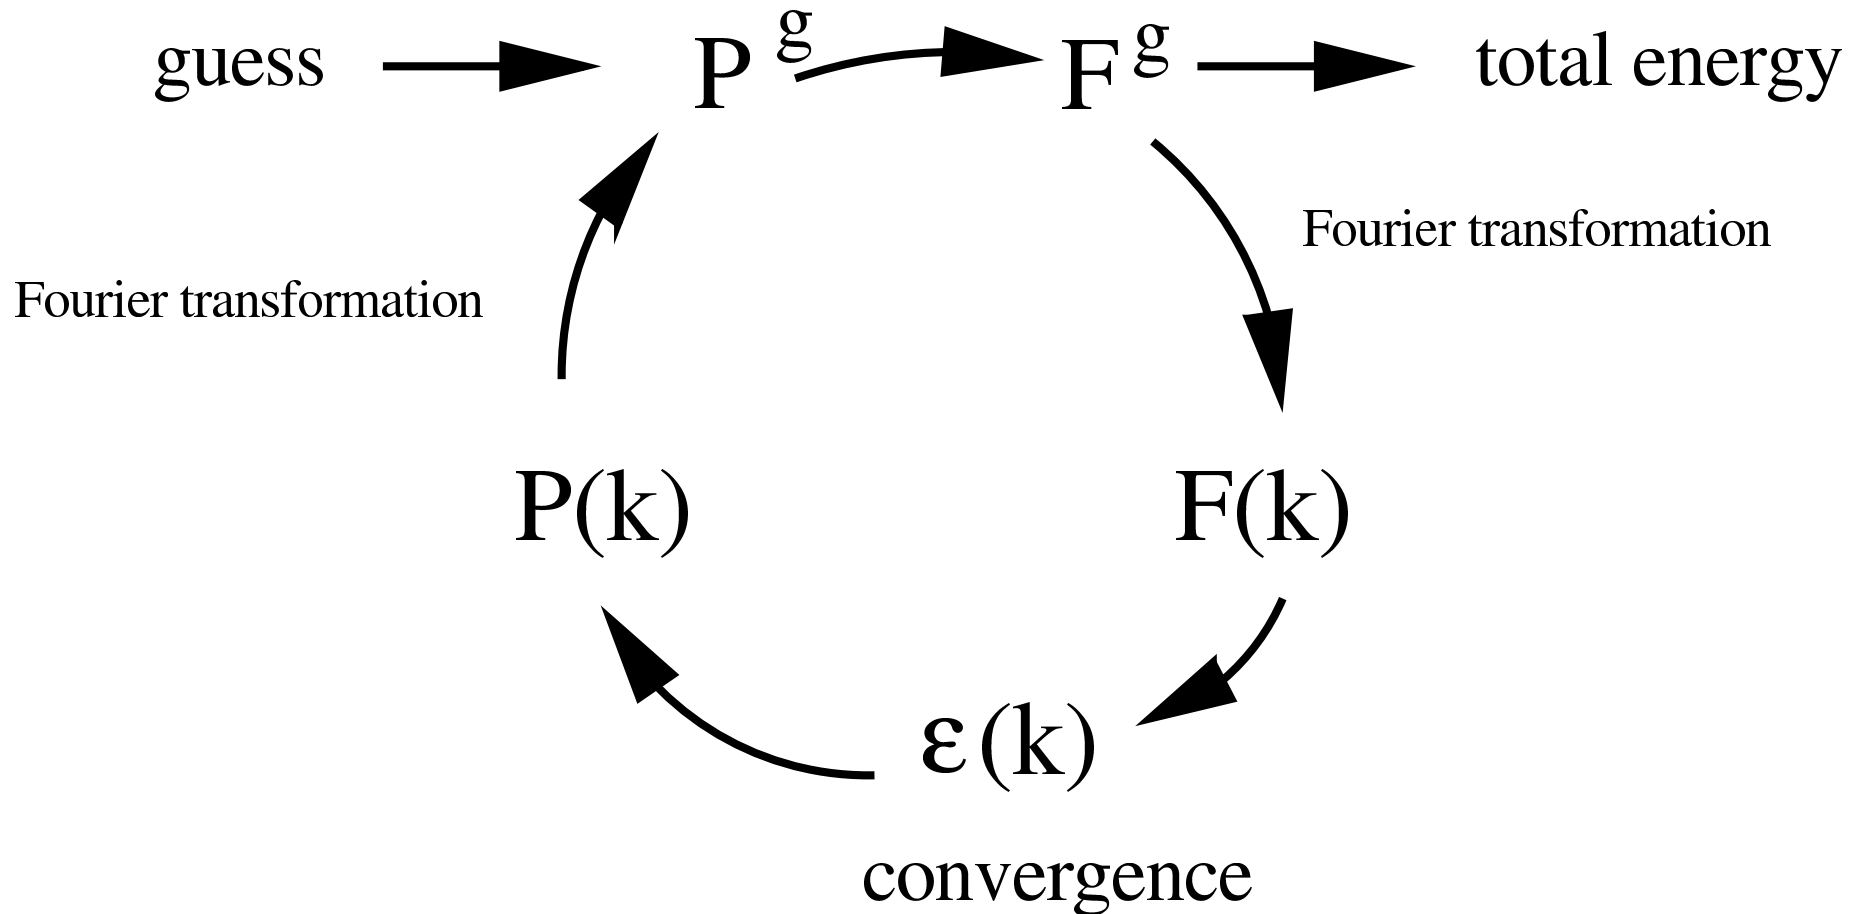 guess
P^g
F^g
total energy
Fourier transformation
Fourier transformation
P(k)
F(k)
ε(k)
convergence